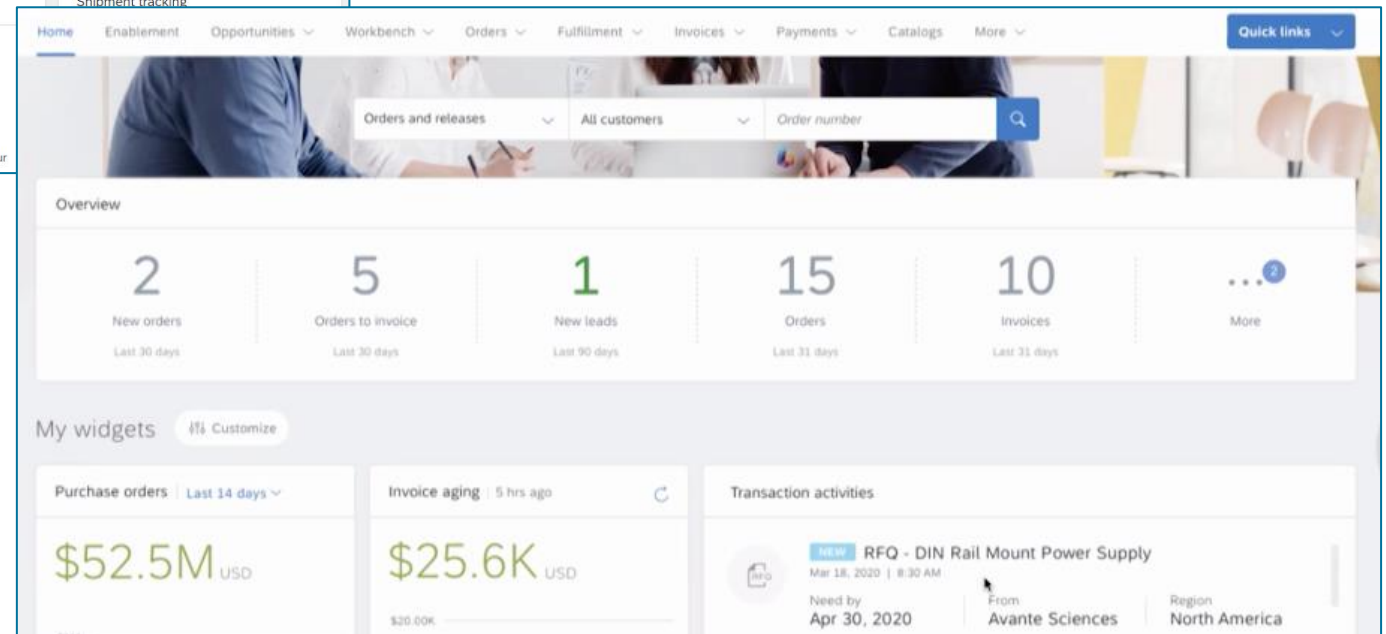 Shipment tracking
ur
Home Enablement Opportunities Workbench Orders Fulfillment Invoices Payments Catalogs More Quick links
Orders and releases All customers Order number
Overview
2 5 1 15 10 ... 2
New orders Orders to invoice New leads Orders Invoices More
Last 30 days Last 30 days Last 90 days Last 31 days Last 31 days
My widgets Customize
Purchase orders Last 14 days Invoice aging 5 hrs ago Transaction activities
$52.5M USD $25.6K USD NEW RFQ - DIN Rail Mount Power Supply
RFQ Mar 18, 2020 | 8:30 AM
Need by From Region
$20.00K Apr 30, 2020 Avante Sciences North America